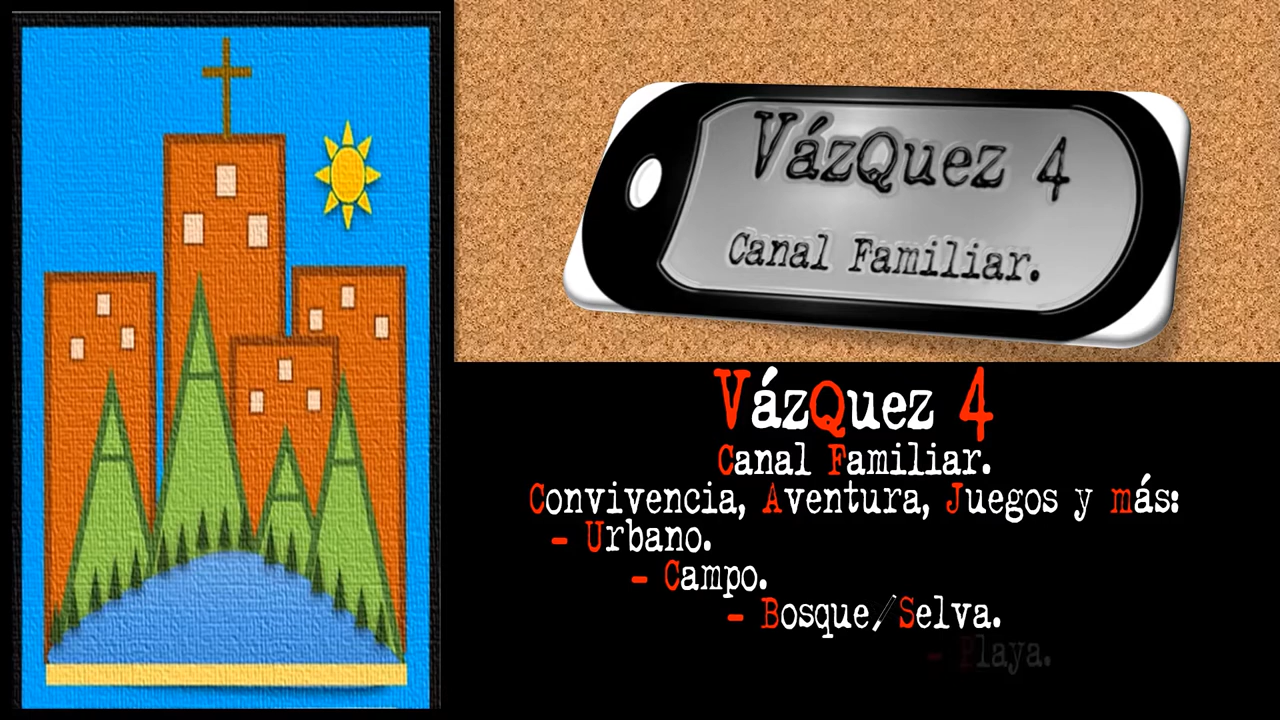 VázQuez 4
Canal Familiar.
VázQuez 4
Canal Familiar.
Convivencia, Aventura, Juegos y más:
- Urbano.
- Campo.
- Bosque/Selva.
- Playa.